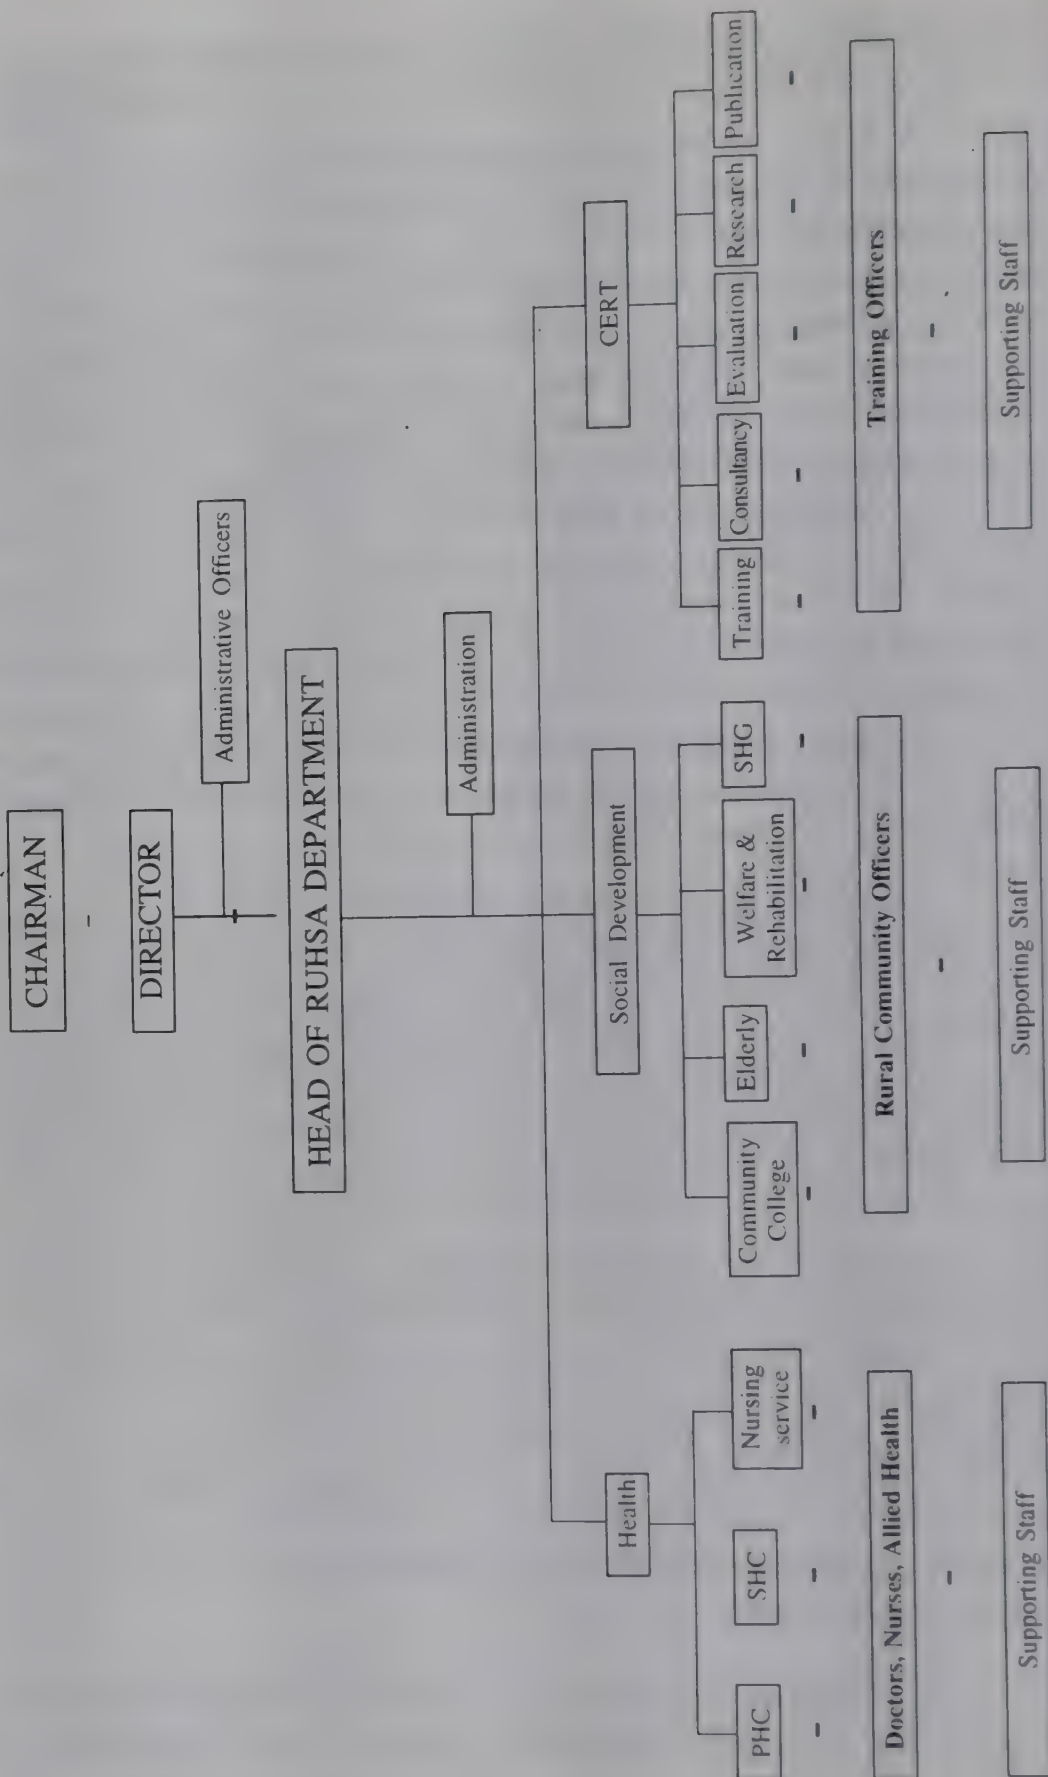 CHAIRMAN
DIRECTOR
Administrative Officers
HEAD OF RUHSA DEPARTMENT
Administration
Health
Social Development
CERT
PHC
SHC
Nursing
service
Community
College
Elderly
Welfare &
Rehabilitation
SHG
Training
Consultancy
Evaluation
Research
Publication
Doctors, Nurses, Allied Health
Rural Community Officers
Training Officers
Supporting Staff
Supporting Staff
Supporting Staff